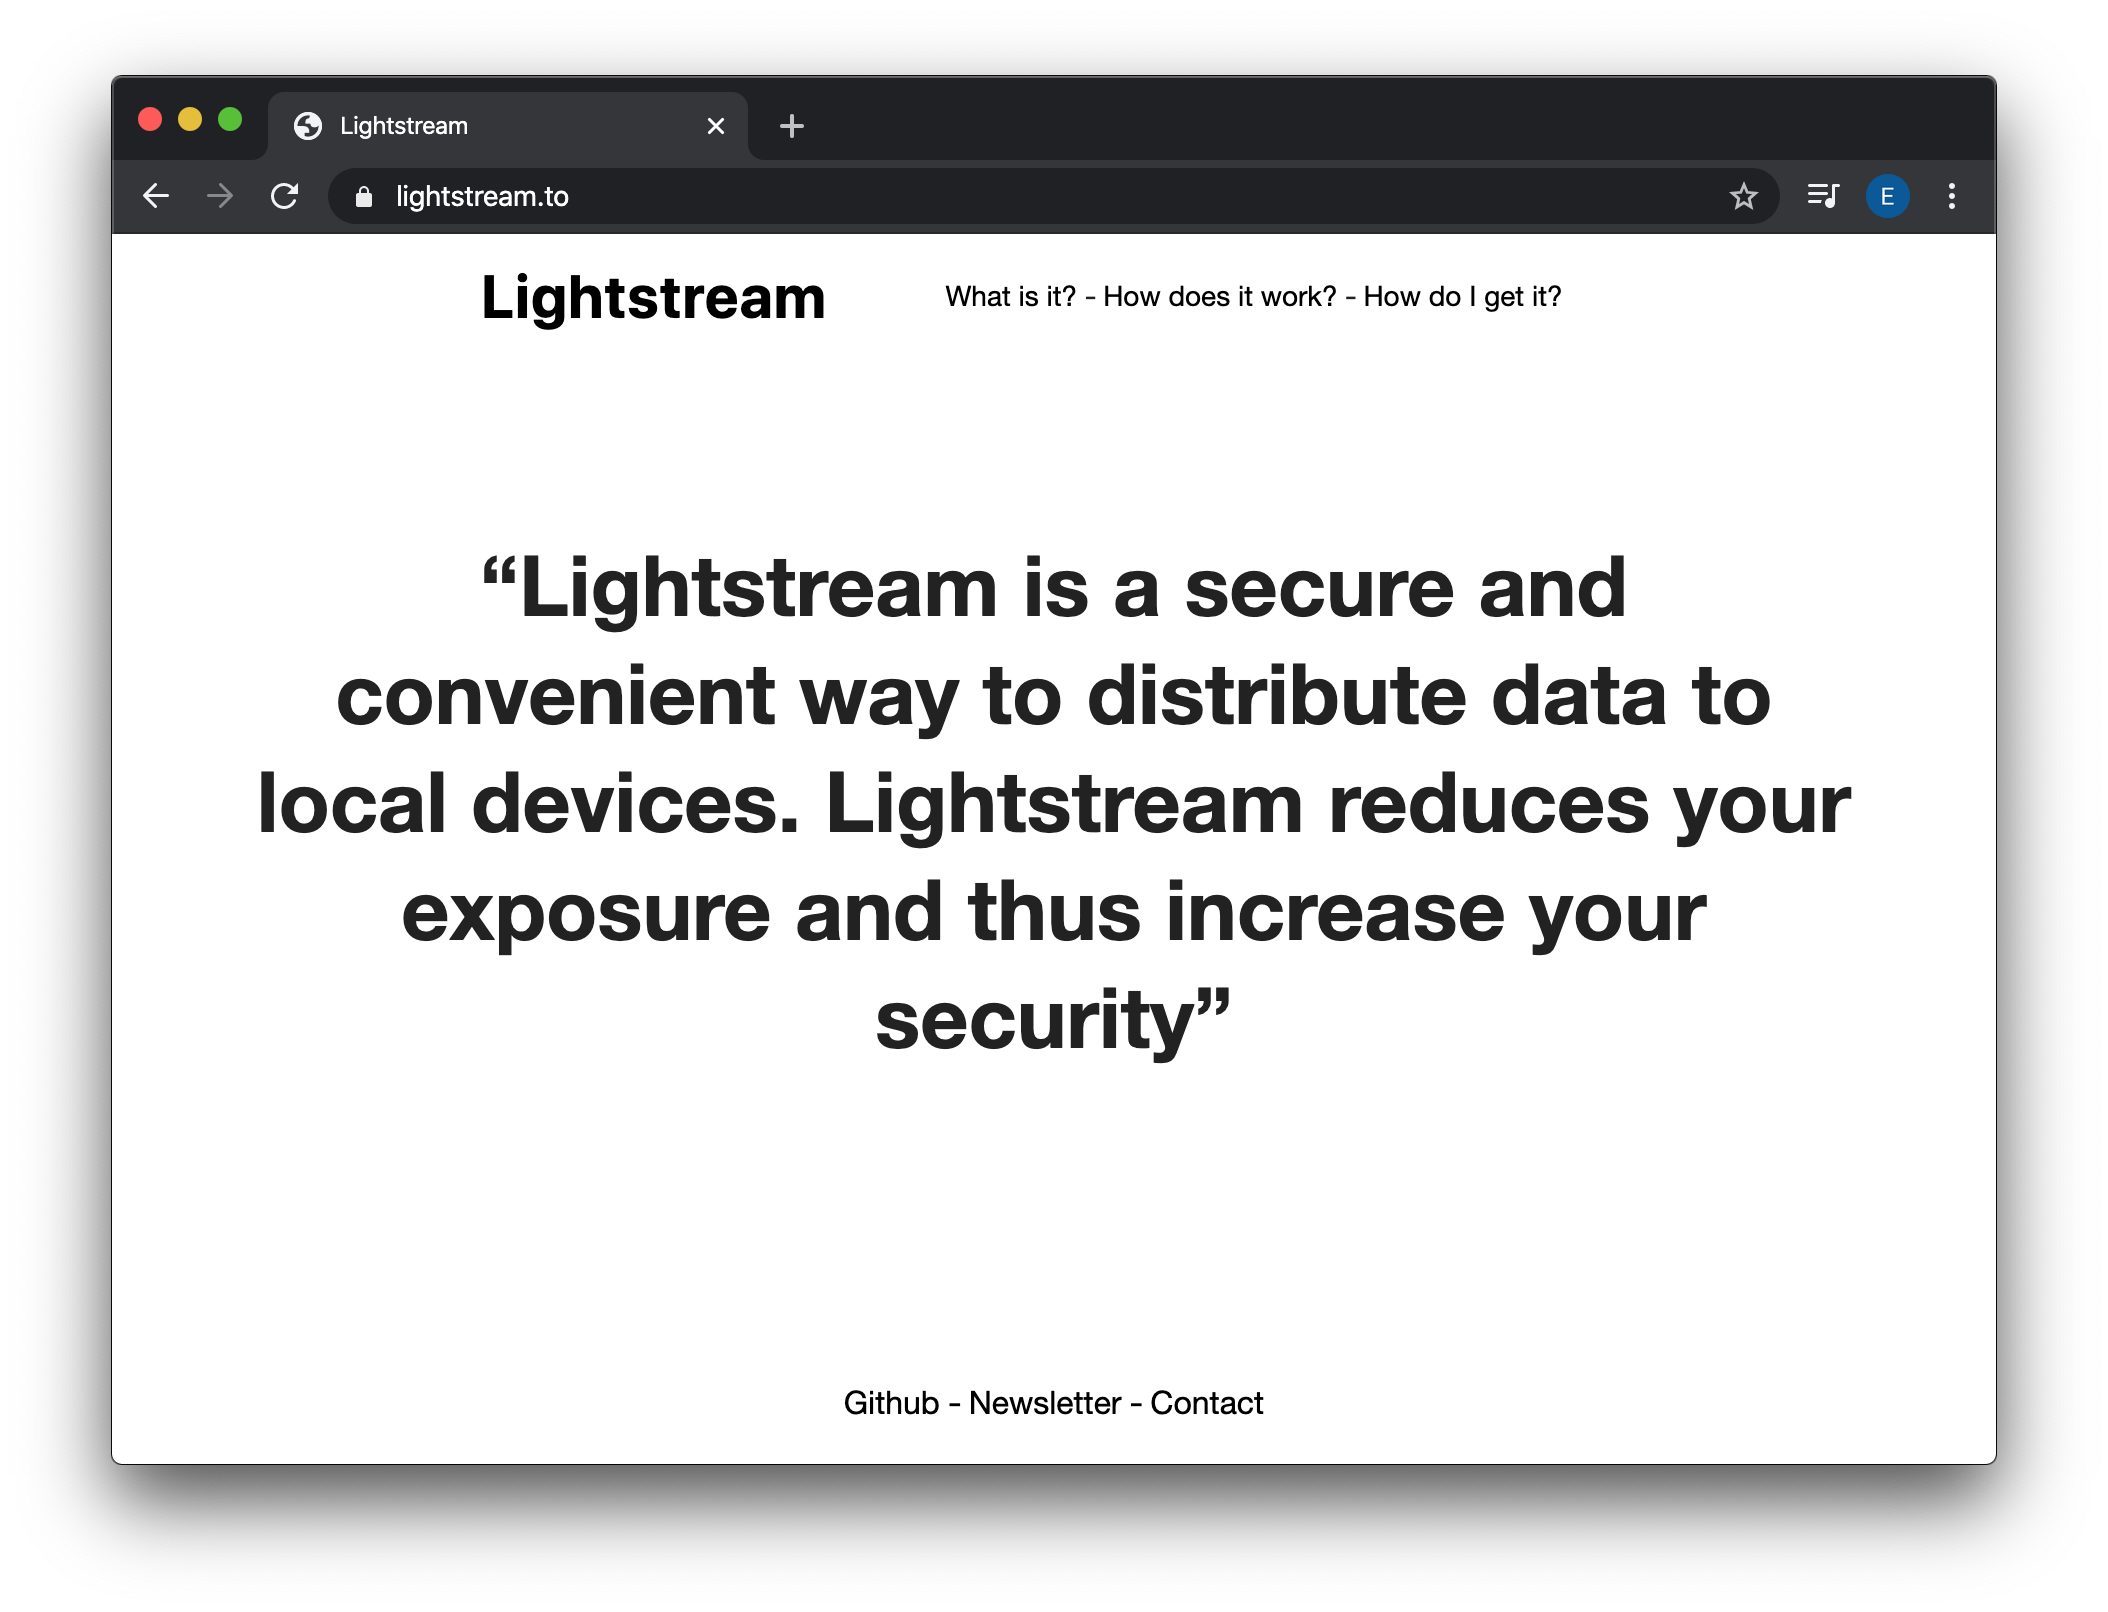 Lightstream
lightstream.to
E
Lightstream
What is it? - How does it work? - How do I get it?
“Lightstream is a secure and
convenient way to distribute data to
local devices. Lightstream reduces your
exposure and thus increase your
security”
Github - Newsletter - Contact